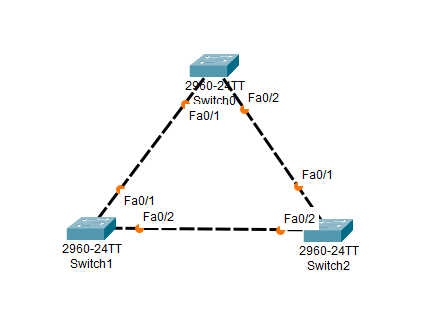 2960-24TT
Switch0
Fa0/2
Fa0/1
Fa0/1
Fa0/1
Fa0/2
Fa0/2
2960-24TT
Switch1
2960-24TT
Switch2